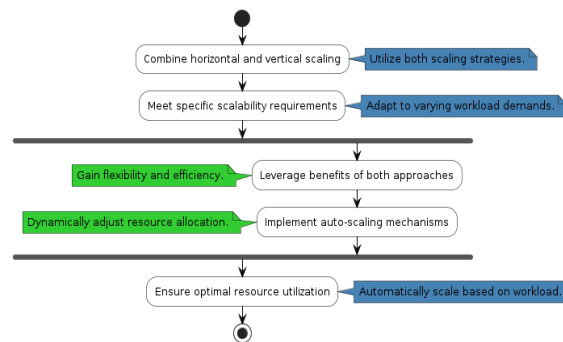 Combine horizontal and vertical scaling
Utilize both scaling strategies.
Meet specific scalability requirements
Adapt to varying workload demands.
Gain flexibility and efficiency.
Leverage benefits of both approaches
Dynamically adjust resource allocation.
Implement auto-scaling mechanisms
Ensure optimal resource utilization
Automatically scale based on workload.